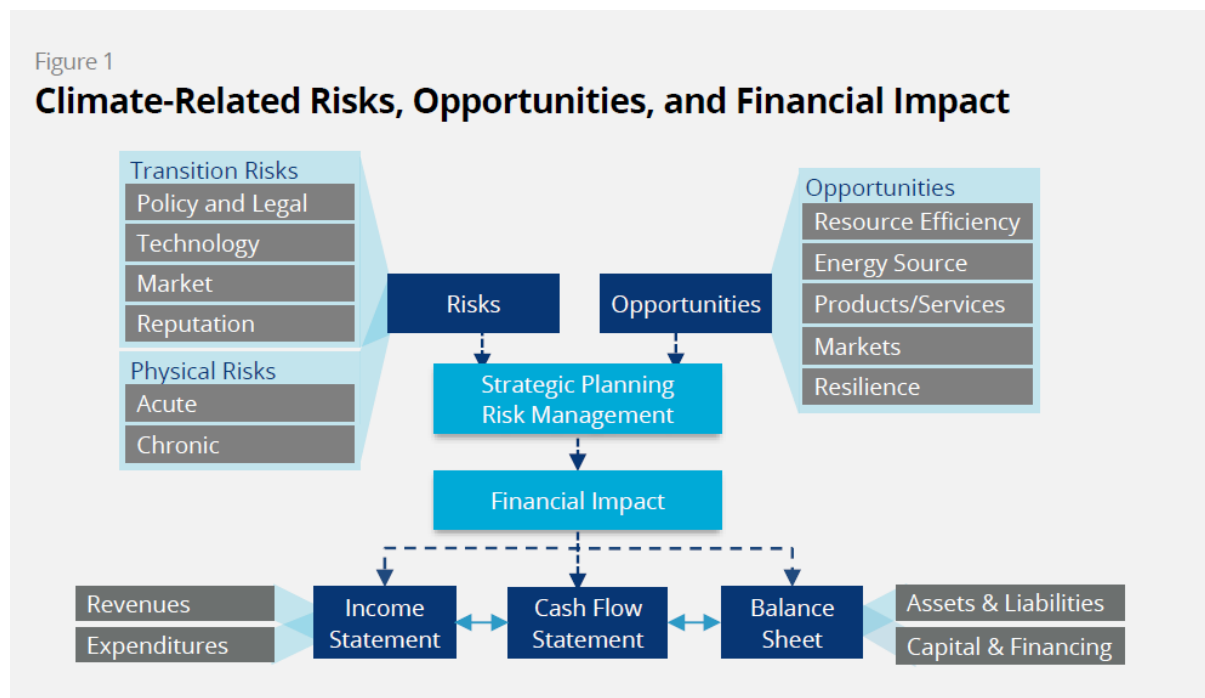 Figure 1
Climate-Related Risks, Opportunities, and Financial Impact
Transition Risks
Policy and Legal
Technology
Market
Reputation
Physical Risks
Acute
Chronic
Risks
Opportunities
Opportunities
Resource Efficiency
Energy Source
Products/Services
Markets
Resilience
Strategic Planning
Risk Management
Financial Impact
Revenues
Expenditures
Income
Statement
Cash Flow
Statement
Balance
Sheet
Assets & Liabilities
Capital & Financing